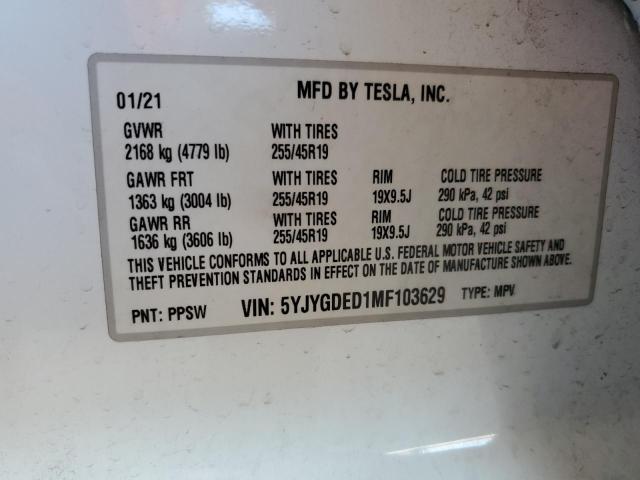 01/21 MFD BY TESLA, INC.
GVWR WITH TIRES
2168 kg (4779 lb) 255/45R19
GAWR FRT WITH TIRES RIM COLD TIRE PRESSURE
1363 kg (3004 lb) 255/45R19 19X9.5J 290 kPa, 42 psi
GAWR RR WITH TIRES RIM COLD TIRE PRESSURE
1636 kg (3606 lb) 255/45R19 19X9.5J 290 kPa, 42 psi
THIS VEHICLE CONFORMS TO ALL APPLICABLE U.S. FEDERAL MOTOR VEHICLE SAFETY AND
THEFT PREVENTION STANDARDS IN EFFECT ON THE DATE OF MANUFACTURE SHOWN ABOVE.
PNT: PPSW VIN: 5YJYGDED1MF103629 TYPE: MPV